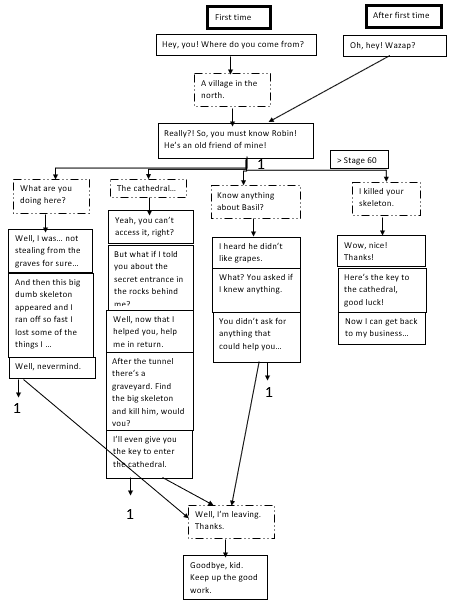 First time
After first time
Hey, you! Where do you come from?
Oh, hey! Wazap?
A village in the
north.
Really?! So, you must know Robin!
He's an old friend of mine!
1
> Stage 60
What are you
doing here?
The cathedral...
Know anything
about Basil?
I killed your
skeleton.
Well, I was... not
stealing from the
graves for sure...
And then this big
dumb skeleton
appeared and I
ran off so fast I
lost some of the
things I ...
Well, nevermind.
1
Yeah, you can't
access it, right?
But what if I told
you about the
secret entrance in
the rocks behind
me?
Well, now that I
helped you, help
me in return.
After the tunnel
there's a
graveyard. Find
the big skeleton
and kill him, would
you?
I'll even give you
the key to enter
the cathedral.
1
I heard he didn't
like grapes.
What? You asked if
I knew anything.
You didn't ask for
anything that
could help you...
1
Wow, nice!
Thanks!
Here's the key to
the cathedral,
good luck!
Now I can get back
to my business...
Well, I'm leaving.
Thanks.
Goodbye, kid.
Keep up the good
work.